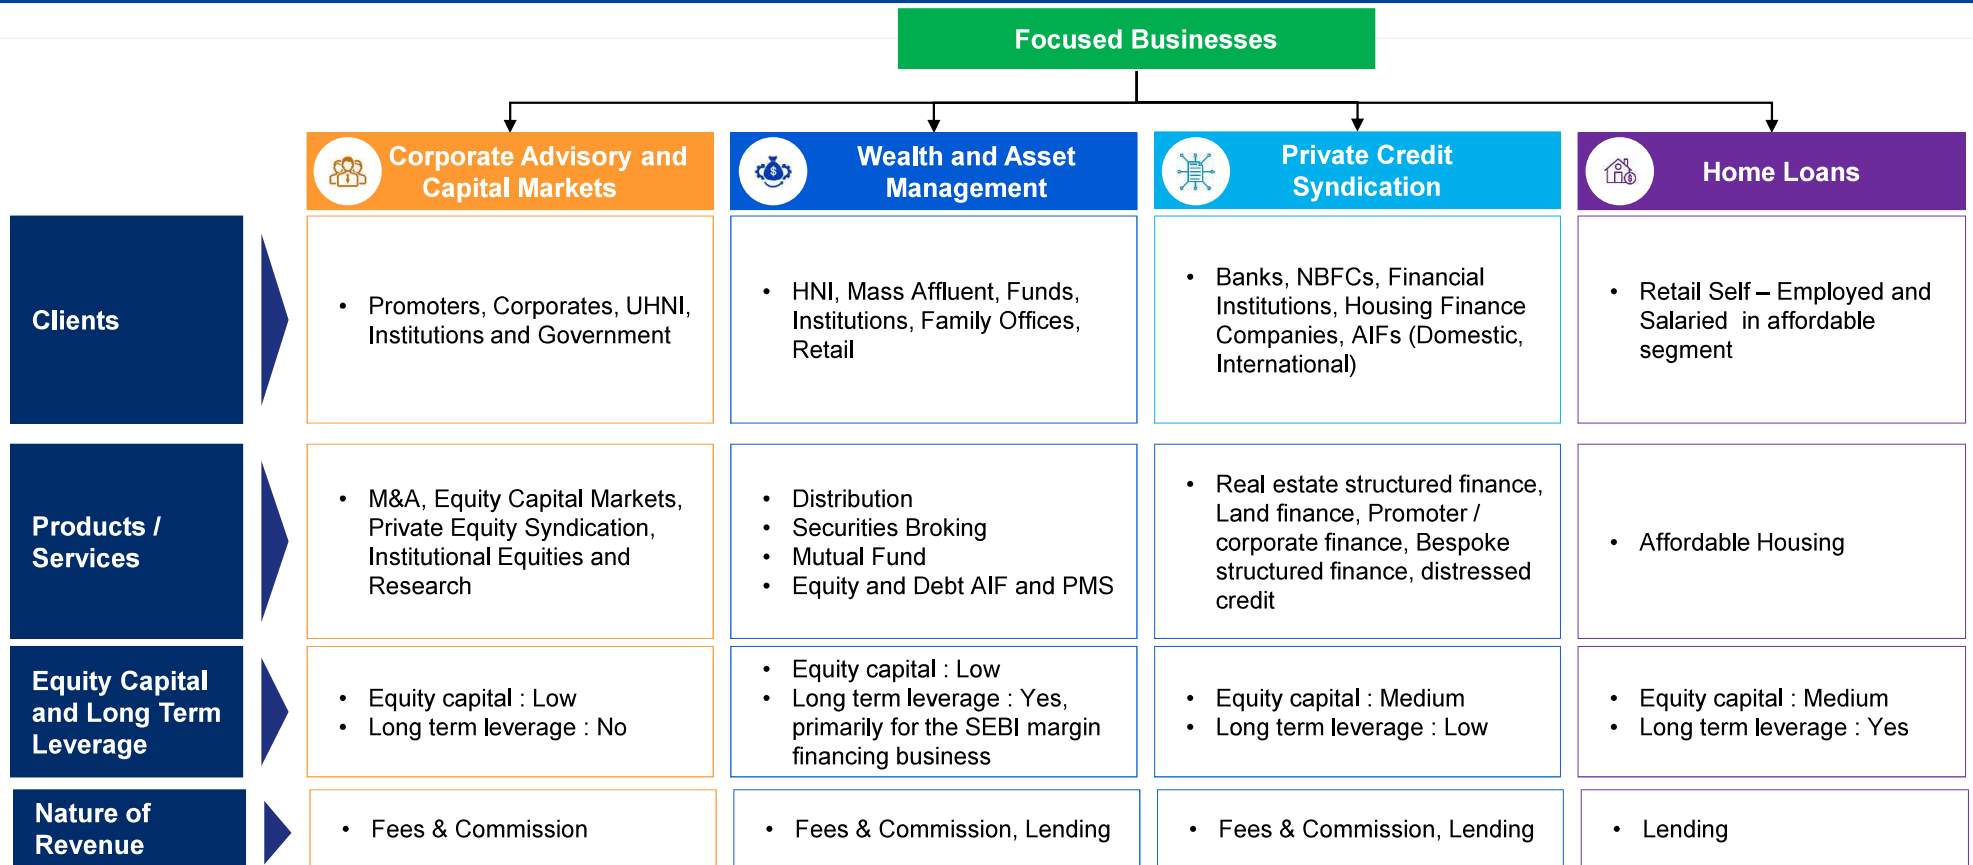 Focused Businesses
Corporate Advisory and
Capital Markets
Wealth and Asset
Management
Private Credit
Syndication
Home Loans
Clients
• Promoters, Corporates, UHNI,
Institutions and Government
• HNI, Mass Affluent, Funds,
Institutions, Family Offices,
Retail
• Banks, NBFCs, Financial
Institutions, Housing Finance
Companies, AIFs (Domestic,
International)
• Retail Self – Employed and
Salaried in affordable
segment
Products /
Services
• M&A, Equity Capital Markets,
Private Equity Syndication,
Institutional Equities and
Research
• Distribution
• Securities Broking
• Mutual Fund
• Equity and Debt AIF and PMS
• Real estate structured finance,
Land finance, Promoter /
corporate finance, Bespoke
structured finance, distressed
credit
• Affordable Housing
Equity Capital
and Long Term
Leverage
• Equity capital : Low
• Long term leverage : No
• Equity capital : Low
• Long term leverage : Yes,
primarily for the SEBI margin
financing business
• Equity capital : Medium
• Long term leverage : Low
• Equity capital : Medium
• Long term leverage : Yes
Nature of
Revenue
• Fees & Commission
• Fees & Commission, Lending
• Fees & Commission, Lending
• Lending